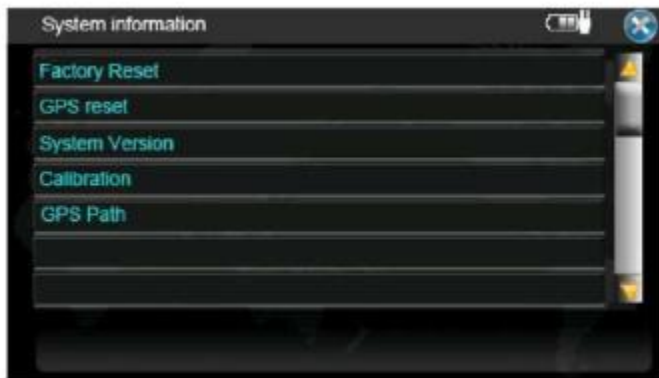 System information
Factory Reset
GPS reset
System Version
Calibration
GPS Path